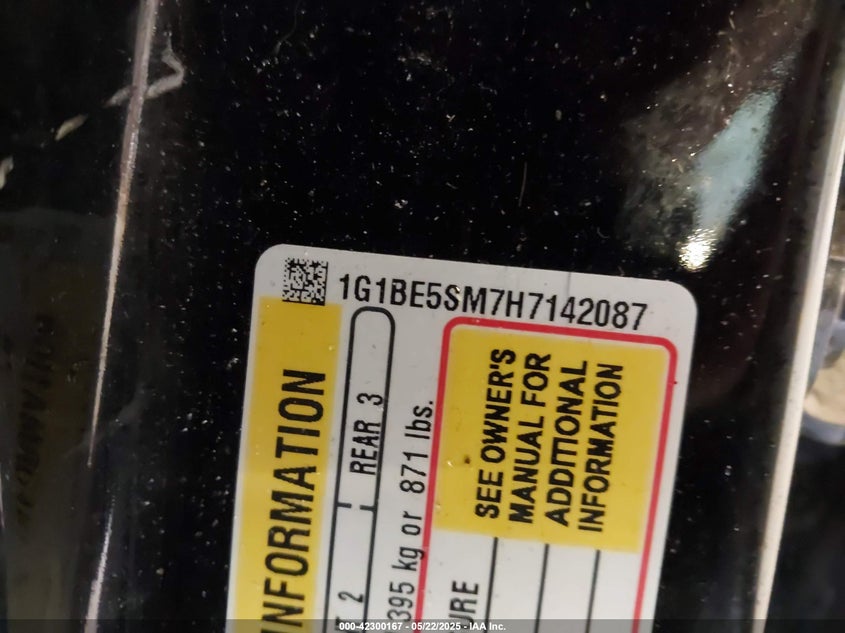 1G1BE5SM7H7142087
INFORMATION
2
REAR 3
395 kg or 871 lbs.
SEE OWNER'S
MANUAL FOR
ADDITIONAL
INFORMATION
000-42300167 - 05/22/2025 - IAA Inc.